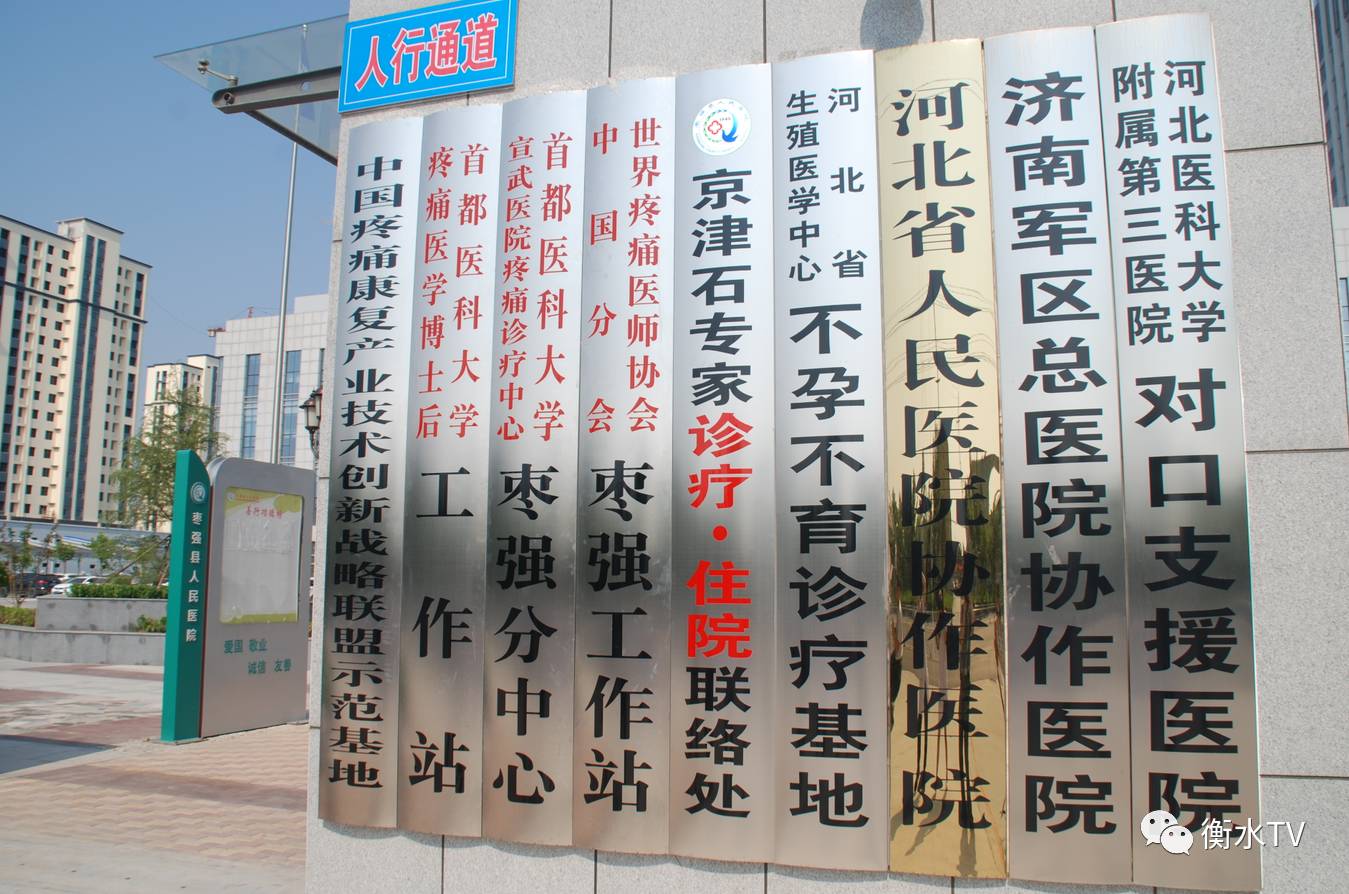 人行通道
河北医科大学
附属第三医院
对口支援医院
济南军区总医院协作医院
河北省人民医院协作医院
河北省
生殖医学中心
不孕不育诊疗基地
京津石专家诊疗·住院联络处
世界疼痛医师协会
中国分会
枣强工作站
首都医科大学
宣武医院疼痛诊疗中心
枣强分中心
首都医科大学
疼痛医学博士后
工作站
中国疼痛康复产业技术创新战略联盟示范基地
枣强县人民医院
爱国 敬业
诚信 友善
衡水TV